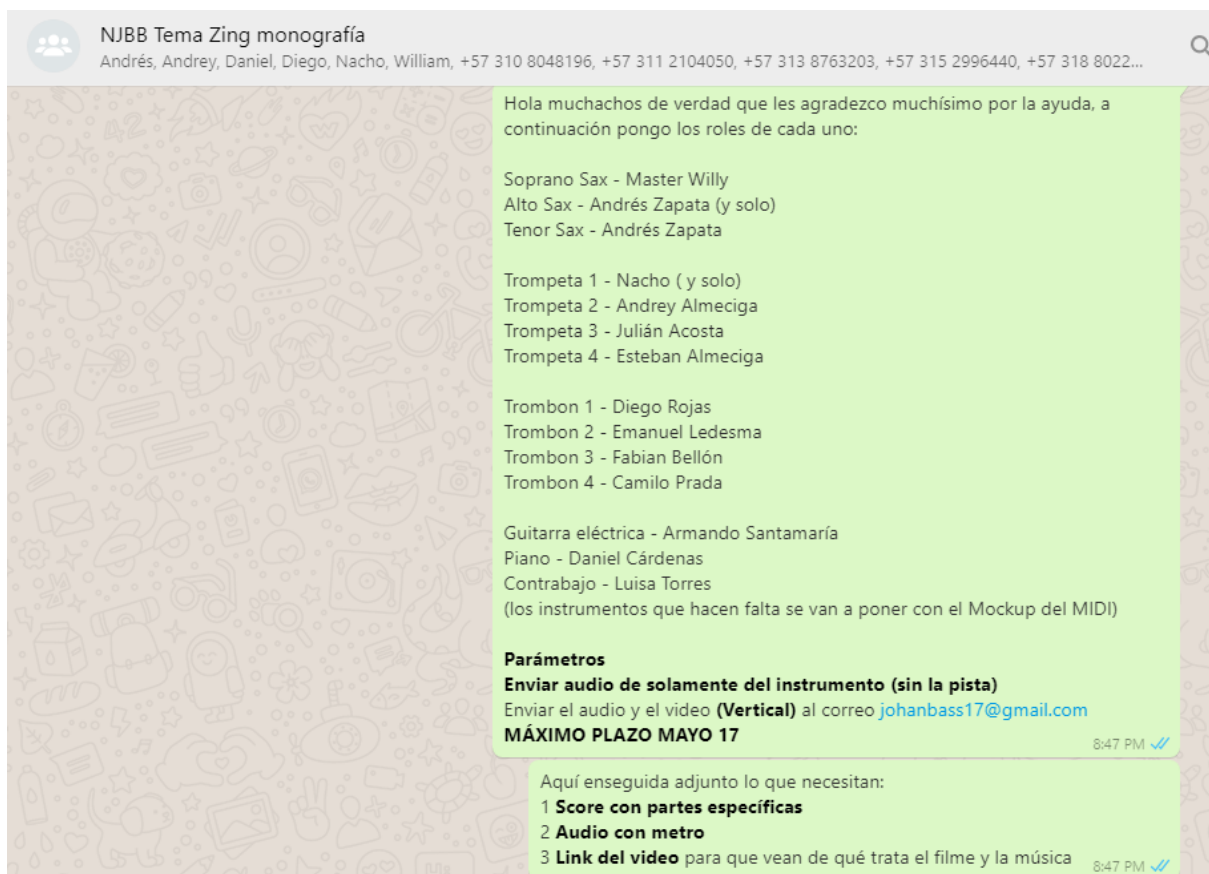 NJBB Tema Zing monografía
Andrés, Andrey, Daniel, Diego, Nacho, William, +57 310 8048196, +57 311 2104050, +57 313 8763203, +57 315 2996440, +57 318 8022...
Hola muchachos de verdad que les agradezco muchísimo por la ayuda, a
continuación pongo los roles de cada uno:
Soprano Sax - Master Willy
Alto Sax - Andrés Zapata (y solo)
Tenor Sax - Andrés Zapata
Trompeta 1 - Nacho ( y solo)
Trompeta 2 - Andrey Almeciga
Trompeta 3 - Julián Acosta
Trompeta 4 - Esteban Almeciga
Trombon 1 - Diego Rojas
Trombon 2 - Emanuel Ledesma
Trombon 3 - Fabian Bellón
Trombon 4 - Camilo Prada
Guitarra eléctrica - Armando Santamaría
Piano - Daniel Cárdenas
Contrabajo - Luisa Torres
(los instrumentos que hacen falta se van a poner con el Mockup del MIDI)
Parámetros
Enviar audio de solamente del instrumento (sin la pista)
Enviar el audio y el video (Vertical) al correo johanbass17@gmail.com
MÁXIMO PLAZO MAYO 17
8:47 PM
Aquí enseguida adjunto lo que necesitan:
1 Score con partes específicas
2 Audio con metro
3 Link del video para que vean de qué trata el filme y la música
8:47 PM